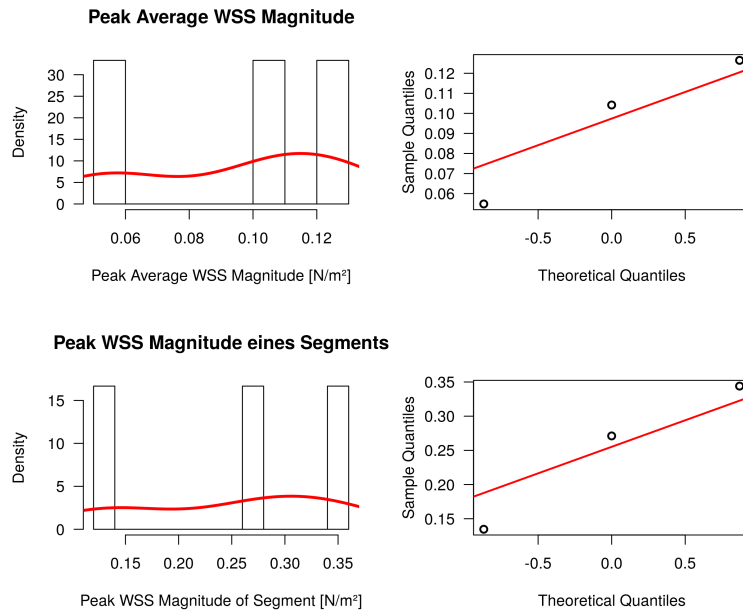 Peak Average WSS Magnitude
Density
0
5
10
15
20
25
30
0.06 0.08 0.10 0.12
Peak Average WSS Magnitude [N/m²]
Sample Quantiles
0.06
0.07
0.08
0.09
0.10
0.11
0.12
-0.5 0.0 0.5
Theoretical Quantiles
Peak WSS Magnitude eines Segments
Density
0
5
10
15
0.15 0.20 0.25 0.30 0.35
Peak WSS Magnitude of Segment [N/m²]
Sample Quantiles
0.15
0.20
0.25
0.30
0.35
-0.5 0.0 0.5
Theoretical Quantiles